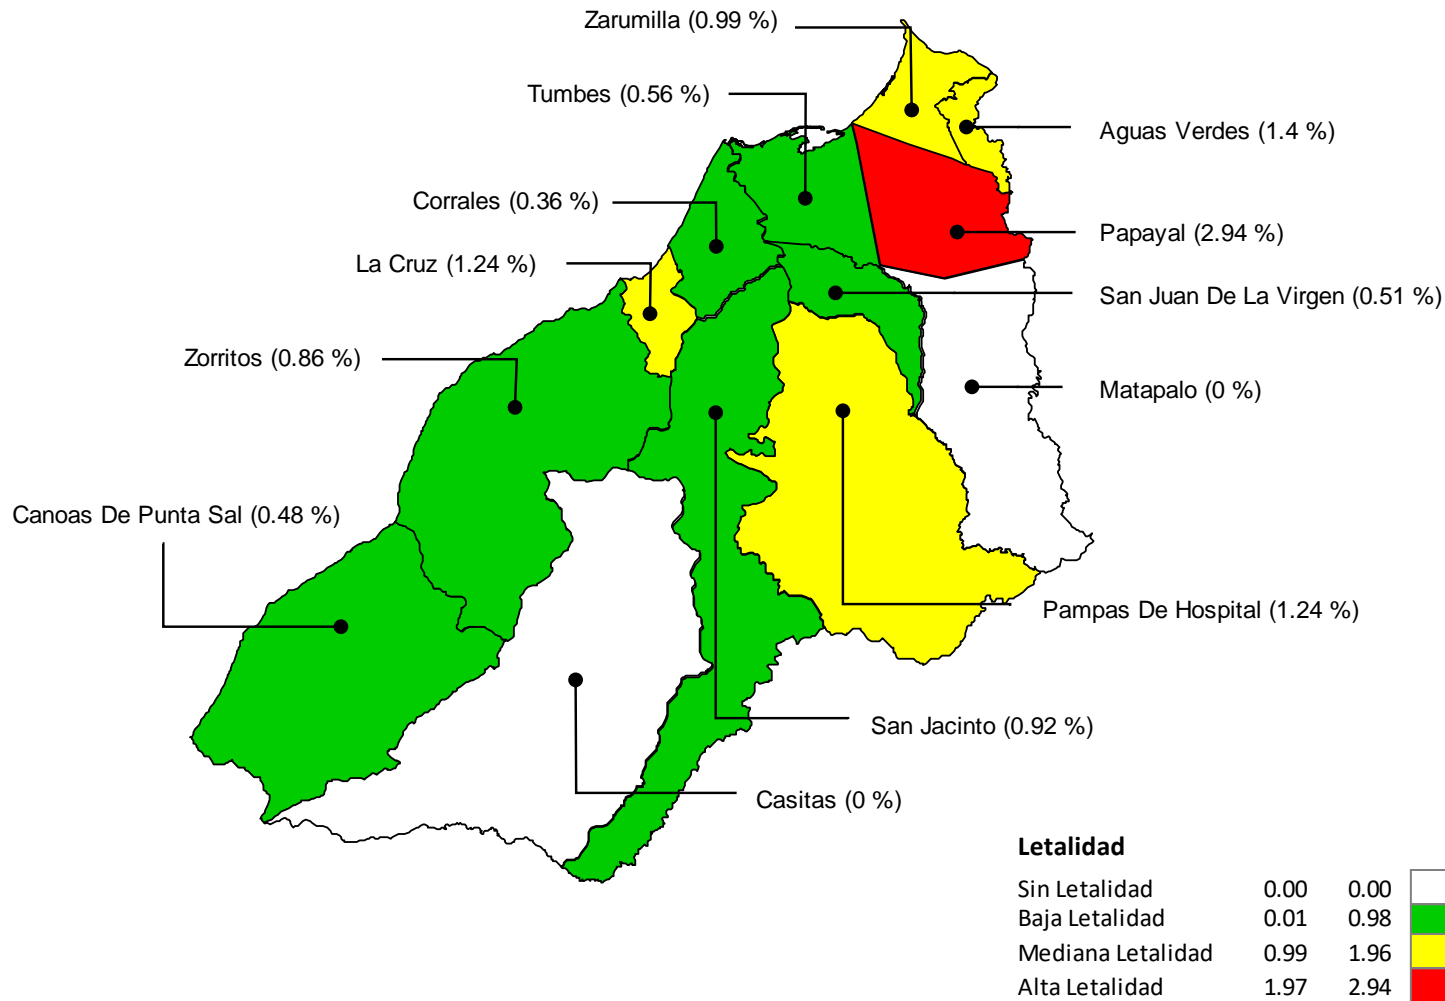 Zarumilla (0.99 %)
Tumbes (0.56 %)
Aguas Verdes (1.4 %)
Corrales (0.36 %)
Papayal (2.94 %)
La Cruz (1.24 %)
San Juan De La Virgen (0.51 %)
Zorritos (0.86 %)
Matapalo (0 %)
Canoas De Punta Sal (0.48 %)
Pampas De Hospital (1.24 %)
San Jacinto (0.92 %)
Casitas (0 %)
Letalidad
Sin Letalidad 0.00 0.00
Baja Letalidad 0.01 0.98
Mediana Letalidad 0.99 1.96
Alta Letalidad 1.97 2.94